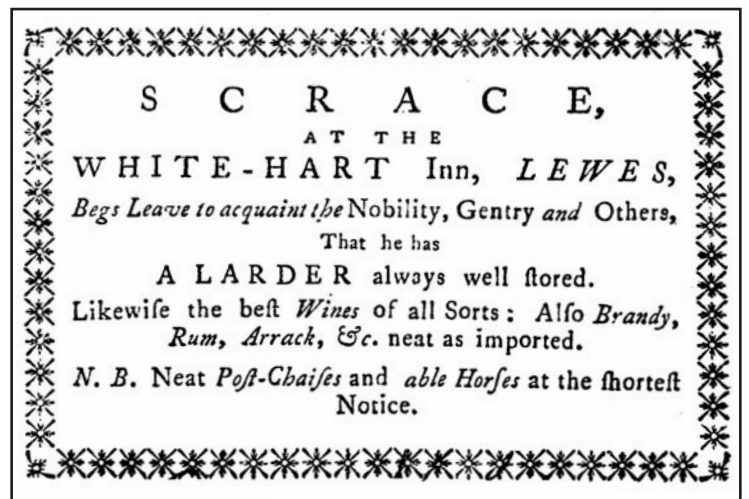 SCRACE,
AT THE
WHITE-HART Inn, LEWES,
Begs Leave to acquaint the Nobility, Gentry and Others,
That he has
A LARDER always well ſtored.
Likewiſe the beſt Wines of all Sorts: Alſo Brandy,
Rum, Arrack, &c. neat as imported.
N. B. Neat Poſt-Chaiſes and able Horſes at the ſhorteſt
Notice.